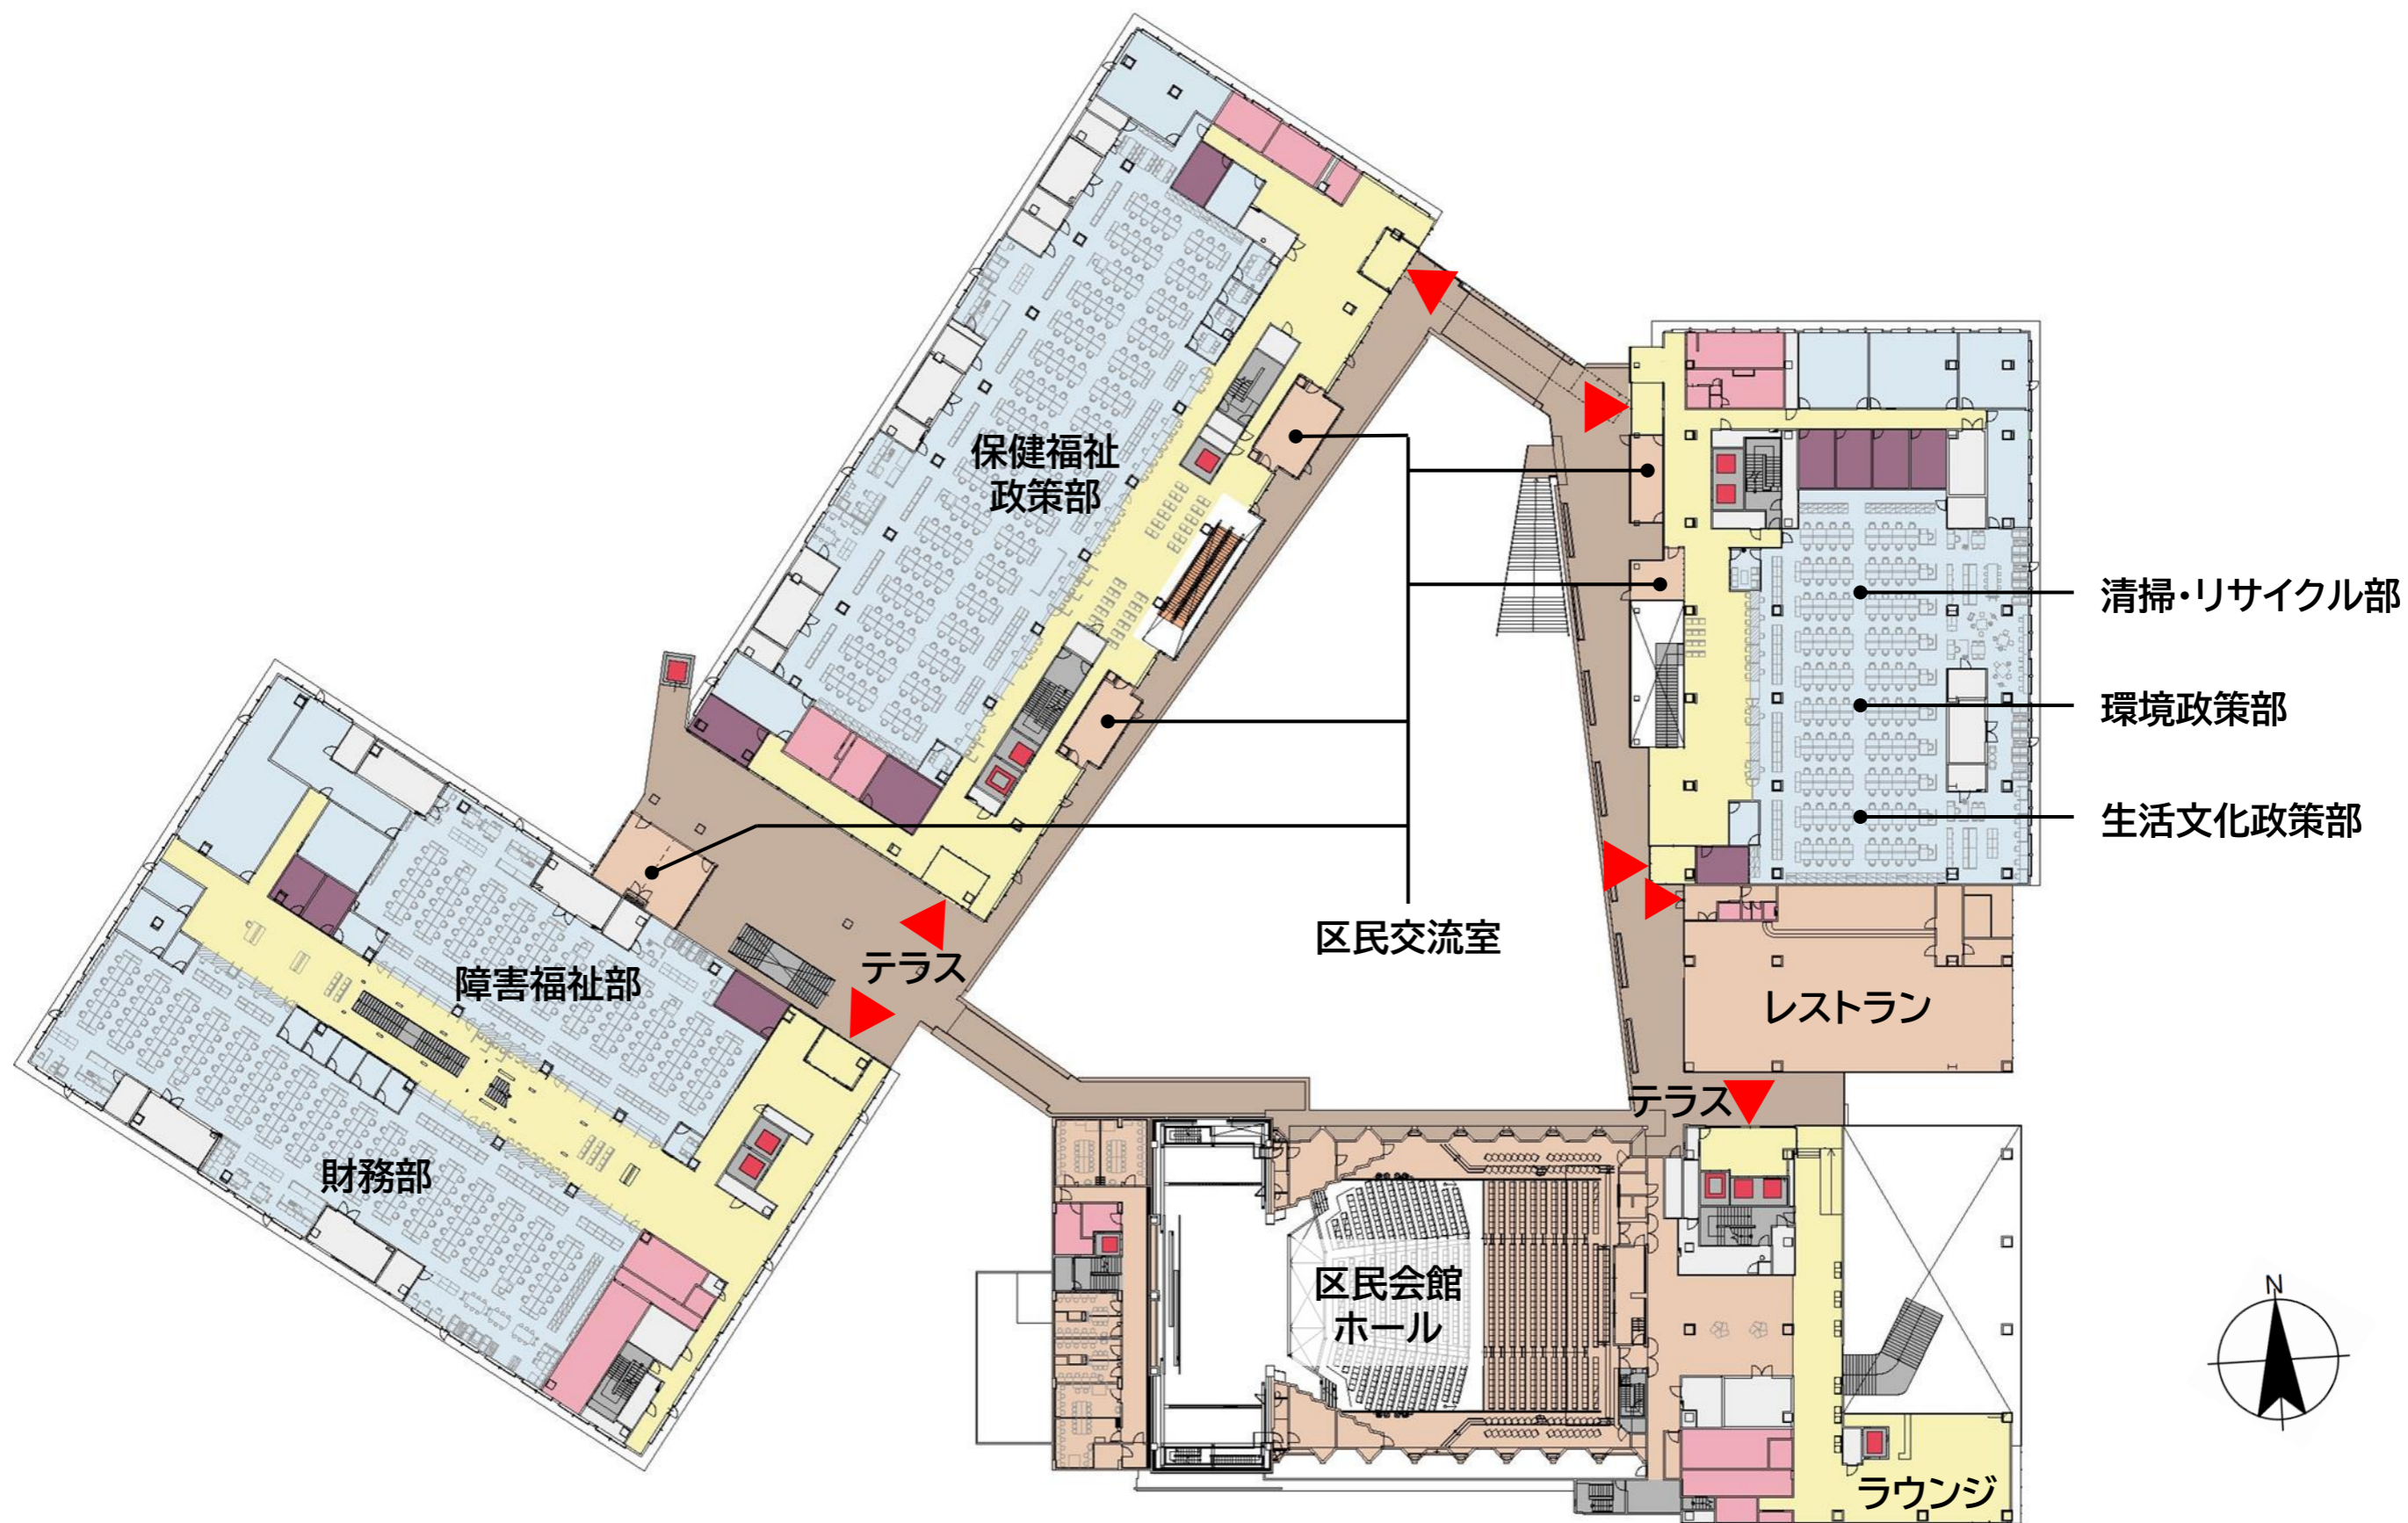 保健福祉
政策部
清掃・リサイクル部
環境政策部
生活文化政策部
区民交流室
テラス
障害福祉部
レストラン
テラス
財務部
区民会館
ホール
N
ラウンジ